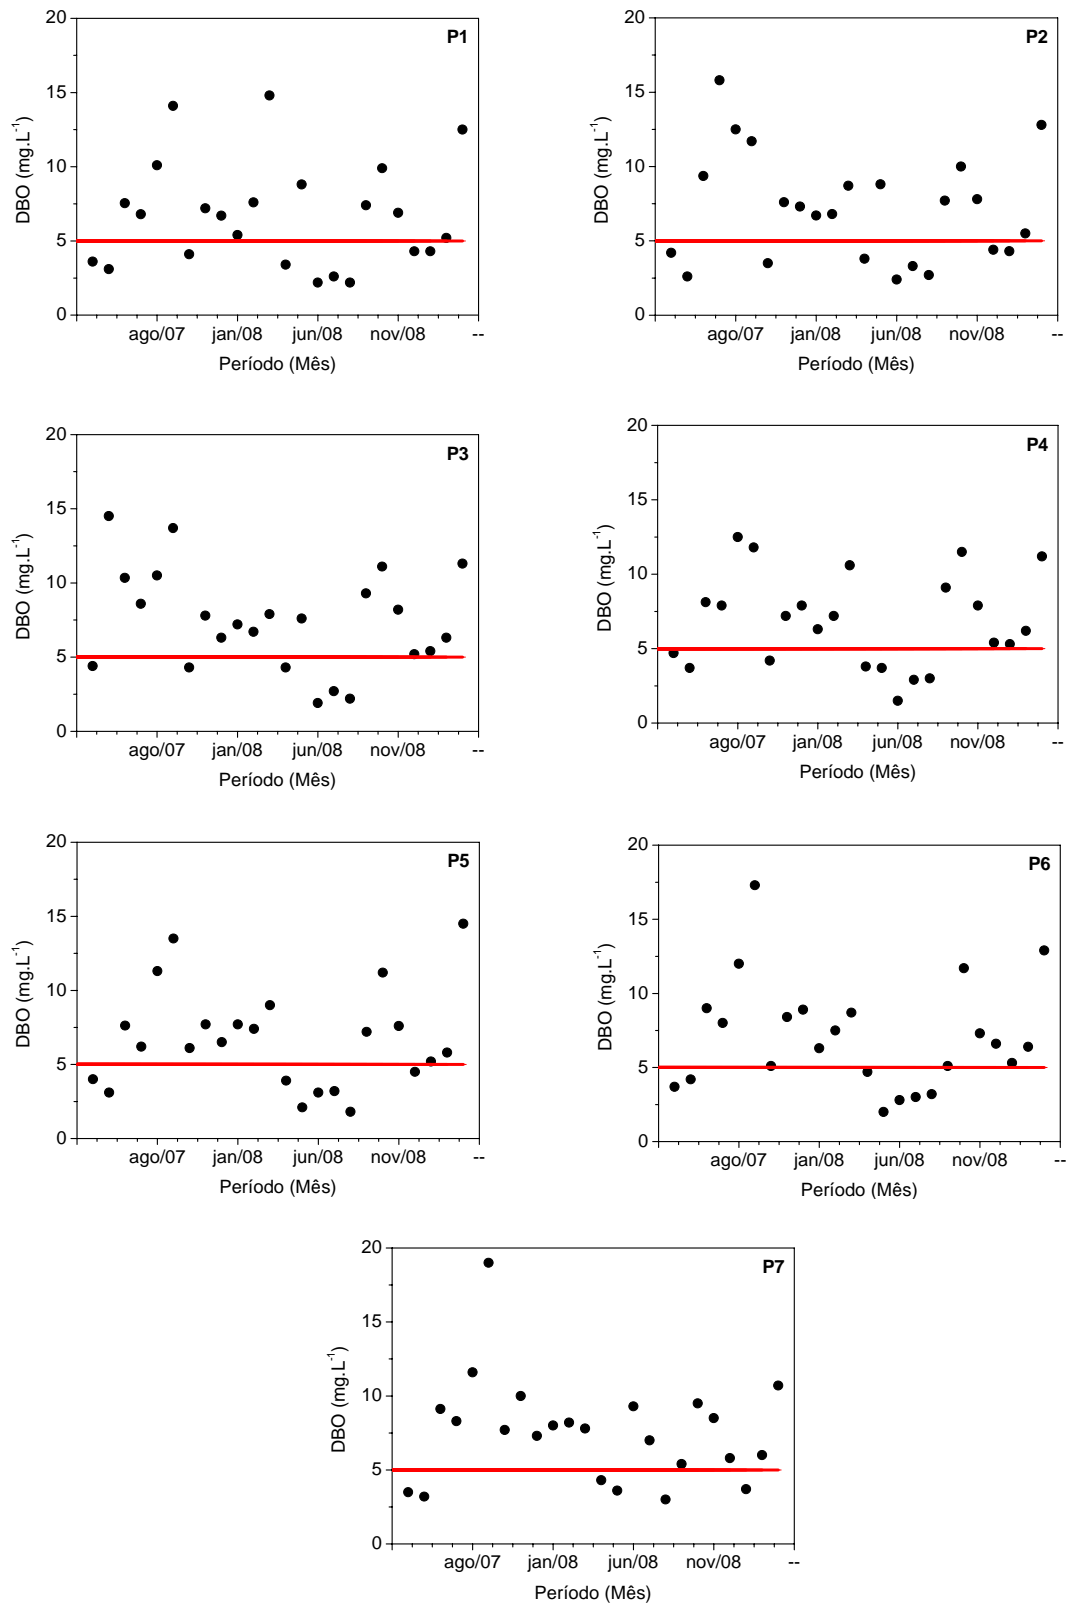 20
P1
15
DBO (mg.L⁻¹)
10
5
0
ago/07 jan/08 jun/08 nov/08 --
Período (Mês)
20
P2
15
DBO (mg.L⁻¹)
10
5
0
ago/07 jan/08 jun/08 nov/08 --
Período (Mês)
20
P3
15
DBO (mg.L⁻¹)
10
5
0
ago/07 jan/08 jun/08 nov/08 --
Período (Mês)
20
P4
15
DBO (mg.L⁻¹)
10
5
0
ago/07 jan/08 jun/08 nov/08 --
Período (Mês)
20
P5
15
DBO (mg.L⁻¹)
10
5
0
ago/07 jan/08 jun/08 nov/08 --
Período (Mês)
20
P6
15
DBO (mg.L⁻¹)
10
5
0
ago/07 jan/08 jun/08 nov/08 --
Período (Mês)
20
P7
15
DBO (mg.L⁻¹)
10
5
0
ago/07 jan/08 jun/08 nov/08 --
Período (Mês)